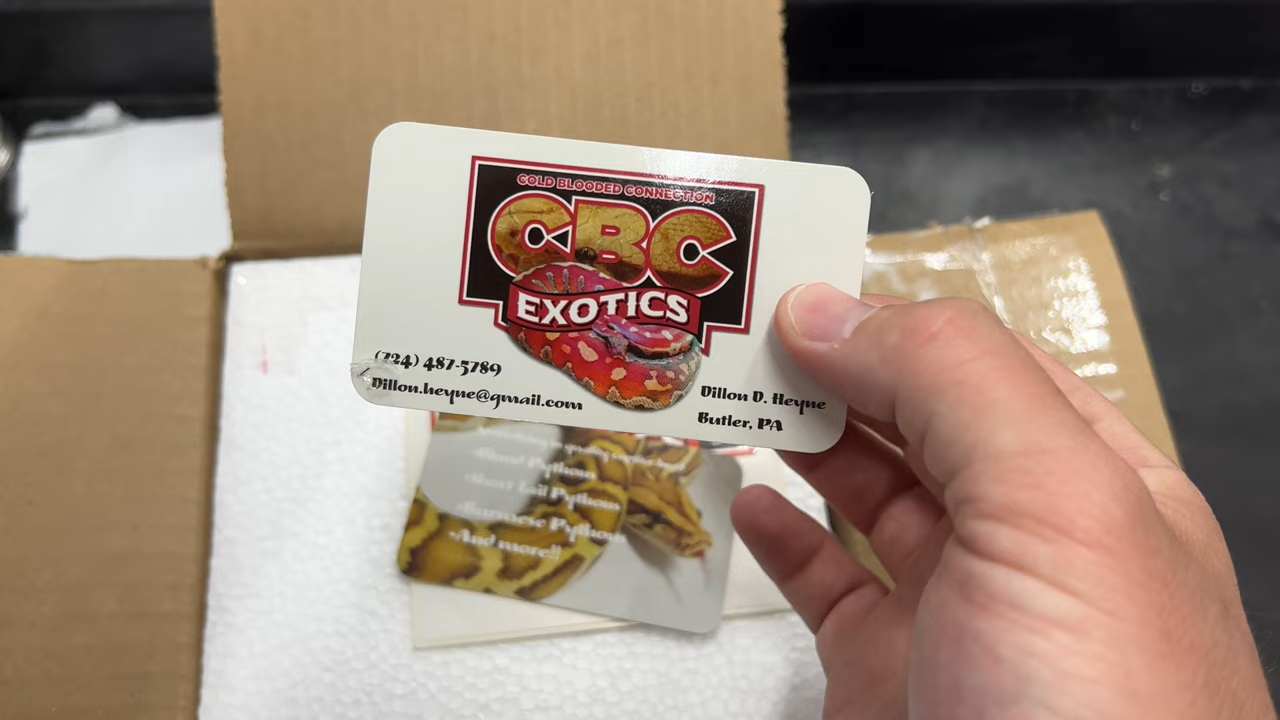 COLD BLOODED CONNECTION
CBC
EXOTICS
(724) 487-5789
Dillon.heyne@gmail.com
Dillon D. Heyne
Butler, PA
-Blood Pythons
-Short Tail Pythons
-Burmese Pythons
-And more!!